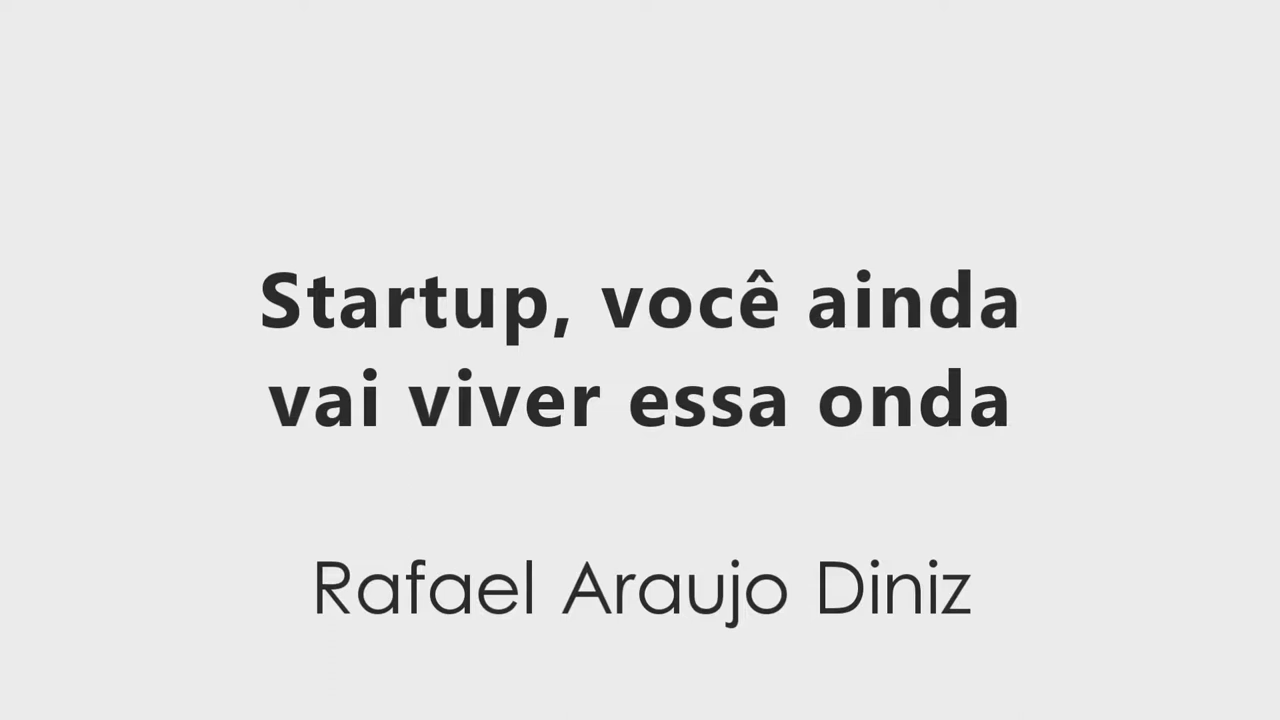 Startup, você ainda
vai viver essa onda
Rafael Araujo Diniz